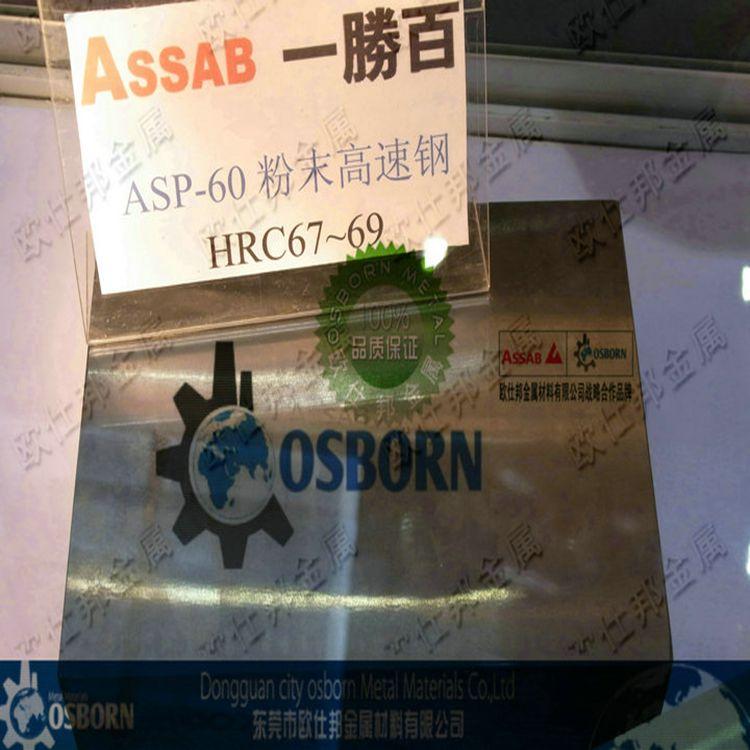 ASSAB 一勝百
ASP-60 粉末高速钢
HRC67~69
OSBORN METAL
100%
品质保证
欧仕邦金属
ASSAB OSBORN
欧仕邦金属材料有限公司战略合作品牌
OSBORN
Metal Materials
OSBORN
Dongguan city osborn Metal Materials Co.,Ltd
东莞市欧仕邦金属材料有限公司